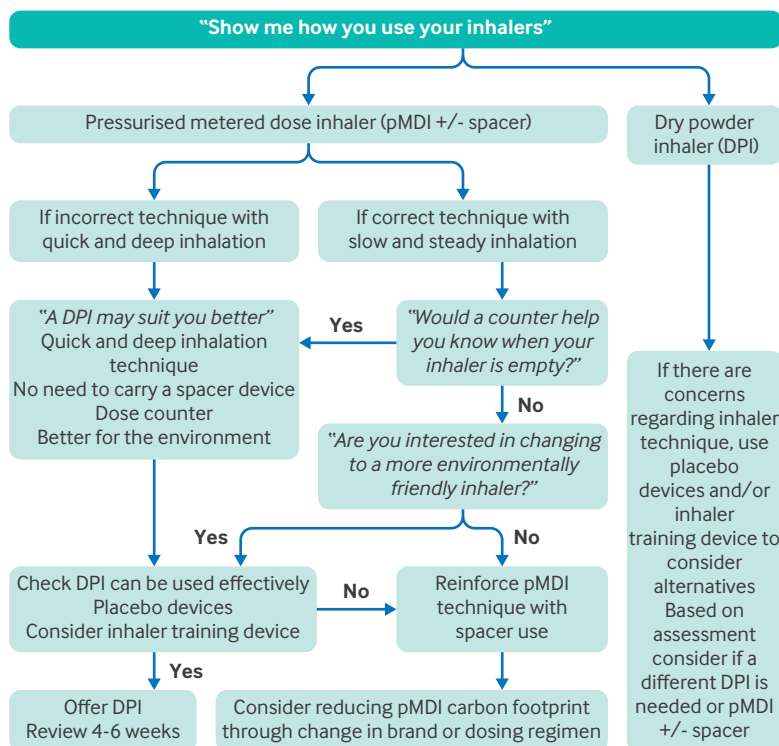 "Show me how you use your inhalers"
Pressurised metered dose inhaler (pMDI +/- spacer)
Dry powder
inhaler (DPI)
If incorrect technique with
quick and deep inhalation
If correct technique with
slow and steady inhalation
"A DPI may suit you better"
Quick and deep inhalation
technique
No need to carry a spacer device
Dose counter
Better for the environment
Yes
"Would a counter help
you know when your
inhaler is empty?"
No
"Are you interested in changing
to a more environmentally
friendly inhaler?"
If there are
concerns
regarding inhaler
technique, use
placebo
devices and/or
inhaler
training device to
consider
alternatives
Based on
assessment
consider if a
different DPI is
needed or pMDI
+/- spacer
Yes
No
Check DPI can be used effectively
Placebo devices
Consider inhaler training device
No
Reinforce pMDI
technique with
spacer use
Yes
Offer DPI
Review 4-6 weeks
Consider reducing pMDI carbon footprint
through change in brand or dosing regimen